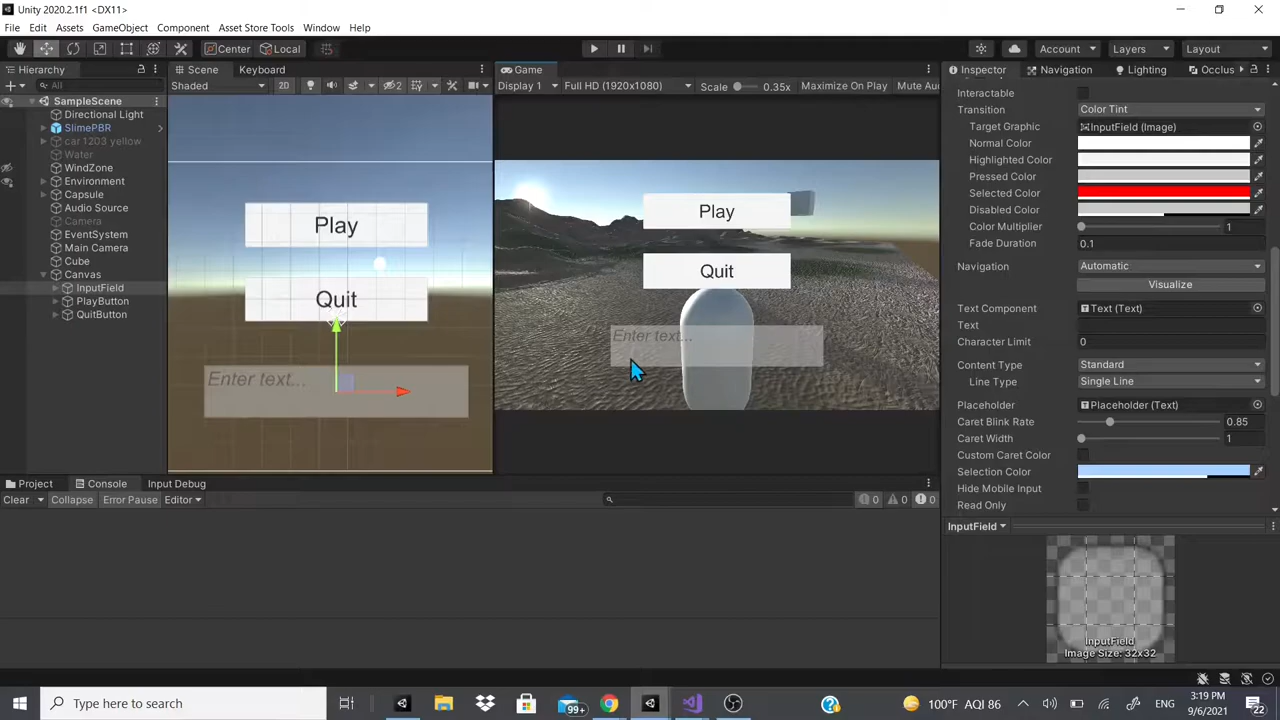 Unity 2020.2.1f1 <DX11>
File Edit Assets GameObject Component Asset Store Tools Window Help
Center Local Account Layers Layout
Hierarchy Scene Keyboard Game Inspector Navigation Lighting Occlus
All Shaded 2D 2 Display 1 Full HD (1920x1080) Scale 0.35x Maximize On Play Mute Au
SampleScene
Directional Light
SlimePBR
car 1203 yellow
Water
WindZone
Environment
Capsule
Audio Source
Camera
EventSystem
Main Camera
Cube
Canvas
InputField
PlayButton
QuitButton
Play
Quit
Enter text...
Play
Quit
Enter text...
Interactable
Transition Color Tint
Target Graphic InputField (Image)
Normal Color
Highlighted Color
Pressed Color
Selected Color
Disabled Color
Color Multiplier 1
Fade Duration 0.1
Navigation Automatic
Visualize
Text Component Text (Text)
Text
Character Limit 0
Content Type Standard
Line Type Single Line
Placeholder Placeholder (Text)
Caret Blink Rate 0.85
Caret Width 1
Custom Caret Color
Selection Color
Hide Mobile Input
Read Only
InputField
InputField
Image Size: 32x32
Project Console Input Debug
Clear Collapse Error Pause Editor 0 0 0
Type here to search 99+ 100°F AQI 86 ENG 3:19 PM
9/6/2021 22